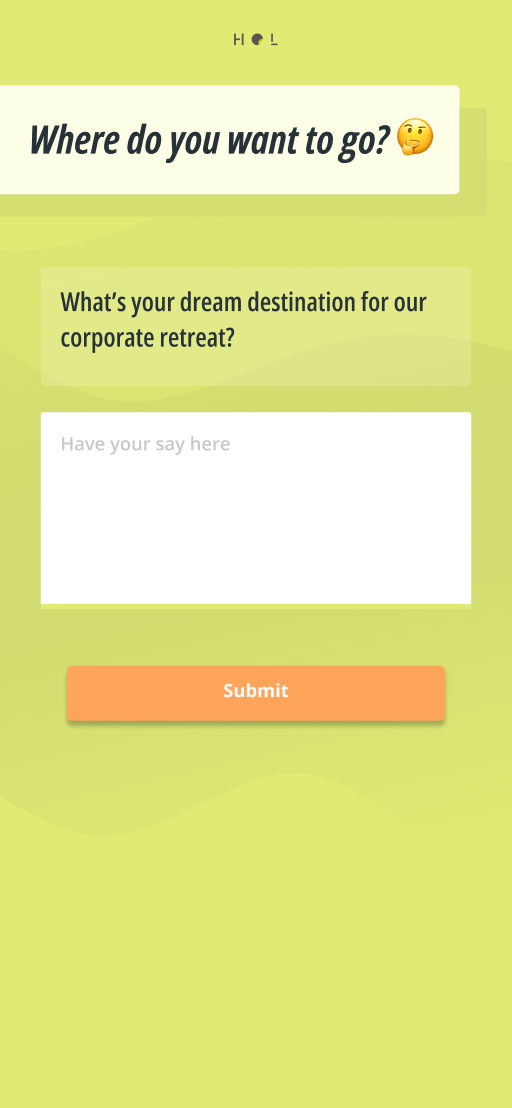 Where do you want to go? 🤔
What's your dream destination for our
corporate retreat?
Have your say here
Submit